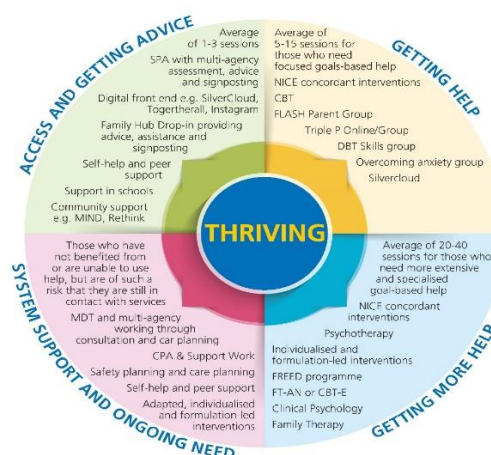 ACCESS AND GETTING ADVICE
Average
of 1-3 sessions
SPA with multi-agency
assessment, advice
and signposting
Digital front end e.g. SilverCloud,
Togertherall, Instagram
Family Hub Drop-in providing
advice, assistance and
signposting
Self-help and peer
support
Support in schools
Community support
e.g. MIND, Rethink
GETTING HELP
Average of
5-15 sessions for
those who need
focused goals-based help
NICE concordant interventions
CBT
FLASH Parent Group
Triple P Online/Group
DBT Skills group
Overcoming anxiety group
Silvercloud
THRIVING
SYSTEM SUPPORT AND ONGOING NEED
Those who have
not benefited from
or are unable to use
help, but are of such a
risk that they are still in
contact with services
MDT and multi-agency
working through
consultation and car planning
CPA & Support Work
Safety planning and care planning
Self-help and peer support
Adapted, individualised
and formulation-led
interventions
GETTING MORE HELP
Average of 20-40
sessions for those who
need more extensive
and specialised
goal-based help
NICE concordant
interventions
Psychotherapy
Individualised and
formulation-led interventions
FREED programme
FT-AN or CBT-E
Clinical Psychology
Family Therapy